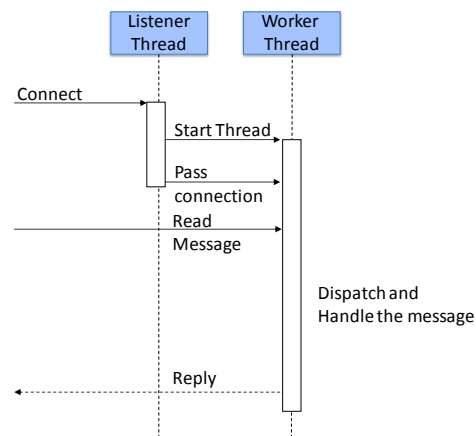 Listener
Thread
Worker
Thread
Connect
Start Thread
Pass
connection
Read
Message
Dispatch and
Handle the message
Reply